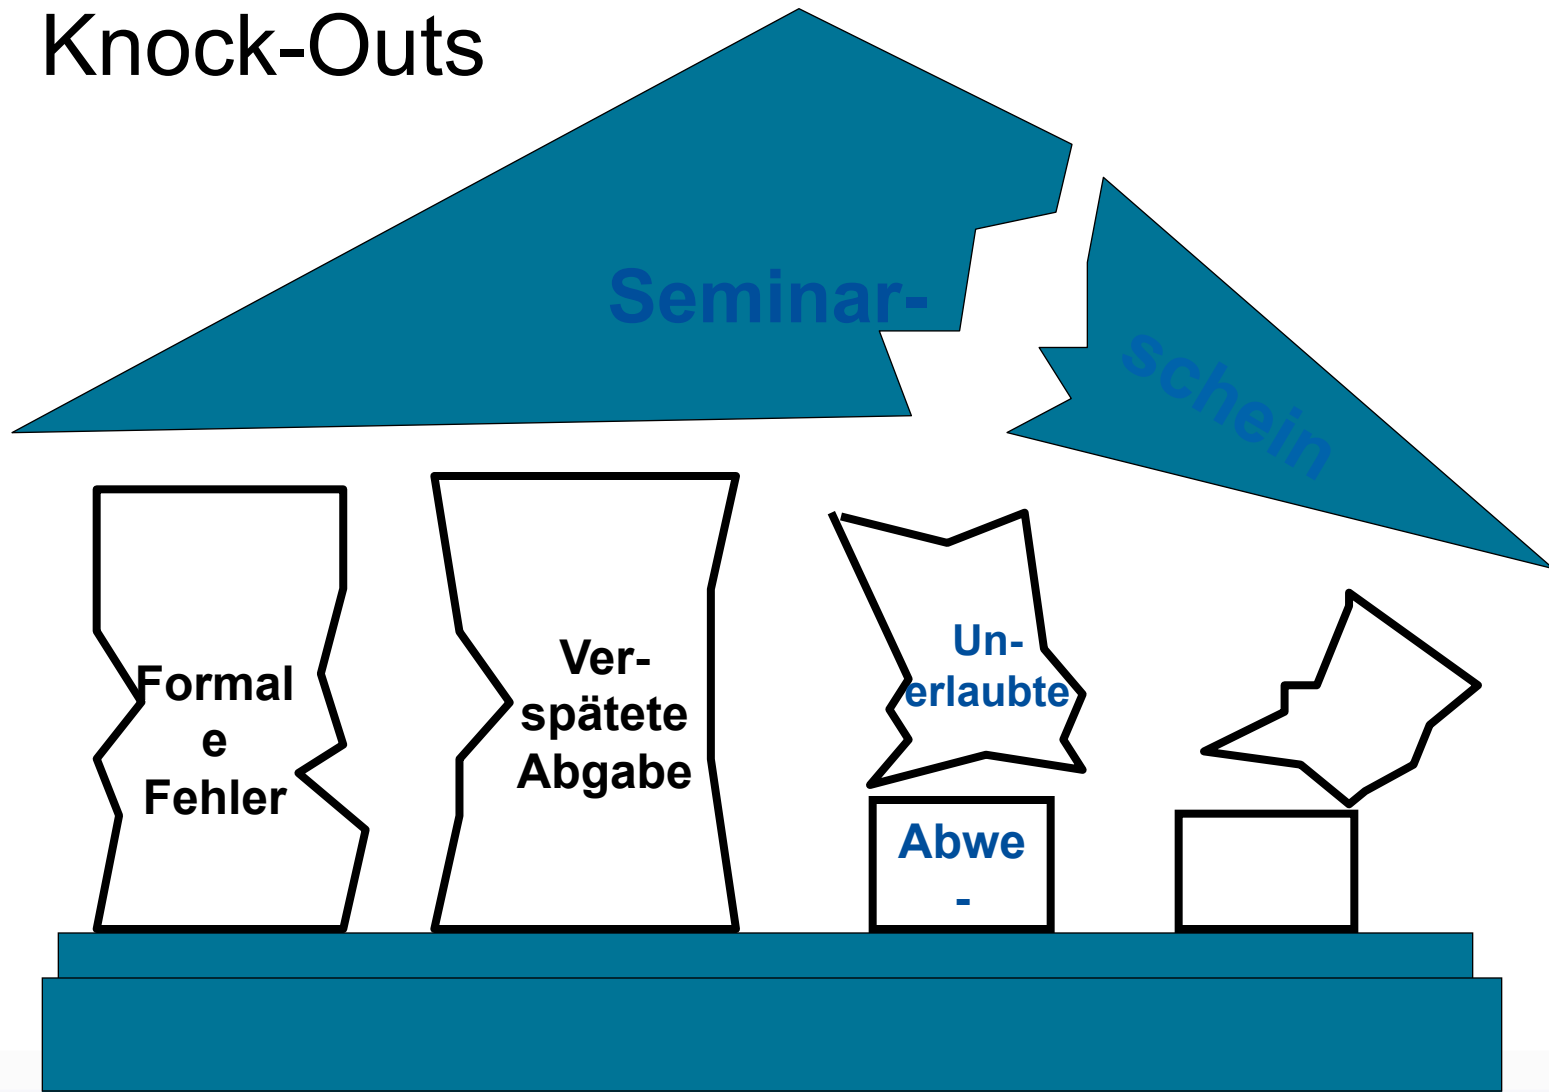 Knock-Outs
Seminar-
schein
Formal
e
Fehler
Ver-
spätete
Abgabe
Un-
erlaubte
Abwe
-